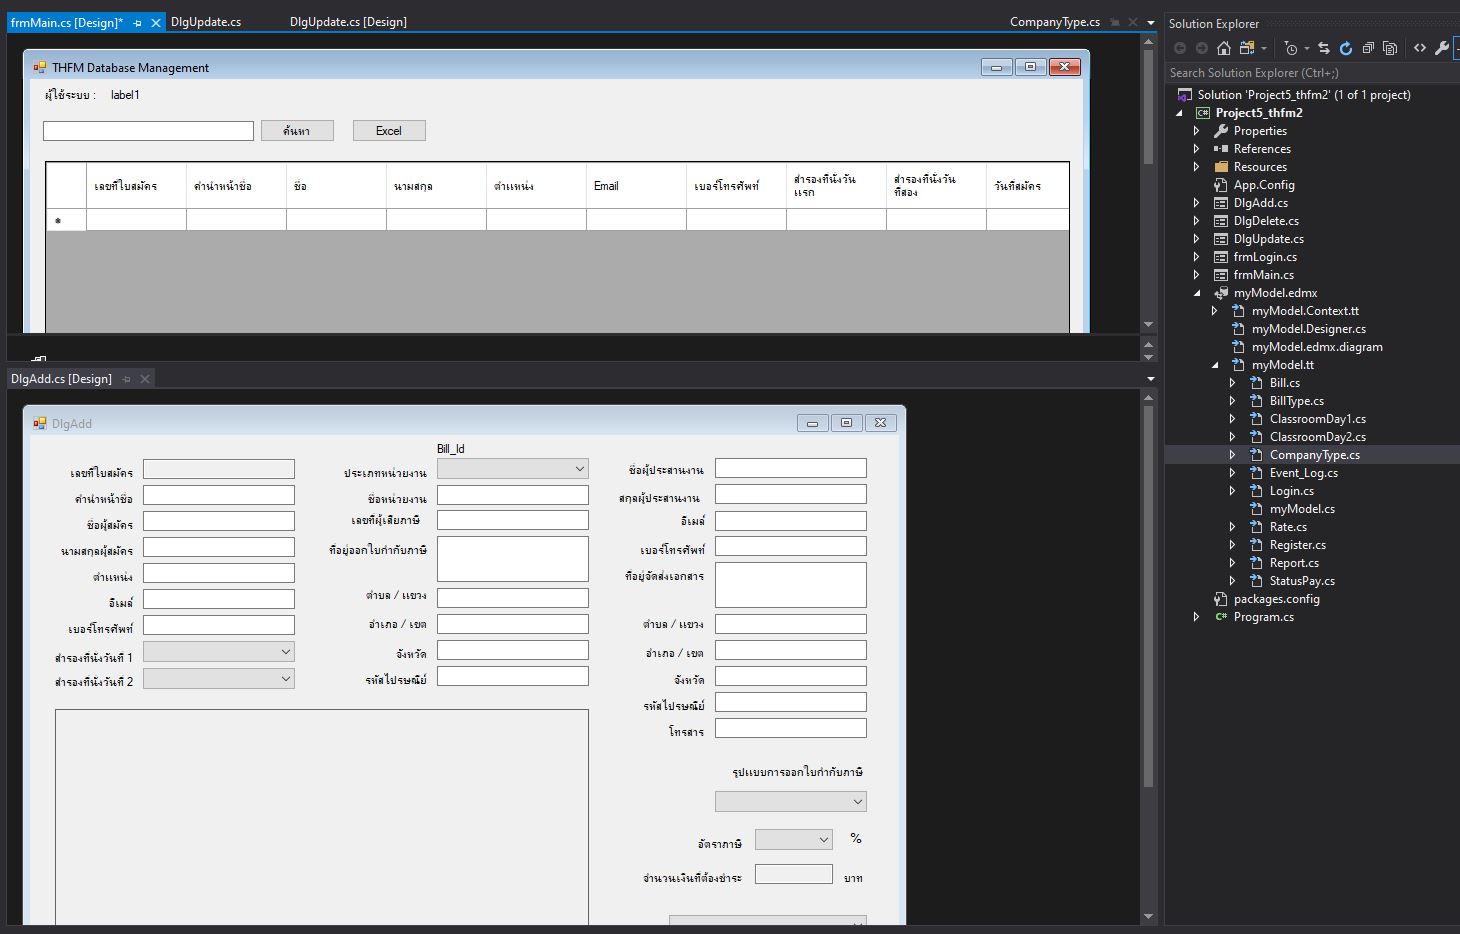 frmMain.cs [Design]*
DlgUpdate.cs
DlgUpdate.cs [Design]
CompanyType.cs
THFM Database Management
ผู้ใช้ระบบ : label1
ค้นหา
Excel
เลขที่ใบสมัคร
คำนำหน้าชื่อ
ชื่อ
นามสกุล
ตำแหน่ง
Email
เบอร์โทรศัพท์
สำรองที่นั่งวัน
แรก
สำรองที่นั่งวัน
ที่สอง
วันที่สมัคร
DlgAdd.cs [Design]
DlgAdd
เลขที่ใบสมัคร
คำนำหน้าชื่อ
ชื่อผู้สมัคร
นามสกุลผู้สมัคร
ตำแหน่ง
อีเมล์
เบอร์โทรศัพท์
สำรองที่นั่งวันที่ 1
สำรองที่นั่งวันที่ 2
Bill_Id
ประเภทหน่วยงาน
ชื่อหน่วยงาน
เลขที่ผู้เสียภาษี
ที่อยู่ออกใบกำกับภาษี
ตำบล / แขวง
อำเภอ / เขต
จังหวัด
รหัสไปรษณีย์
ชื่อผู้ประสานงาน
สกุลผู้ประสานงาน
อีเมล์
เบอร์โทรศัพท์
ที่อยู่จัดส่งเอกสาร
ตำบล / แขวง
อำเภอ / เขต
จังหวัด
รหัสไปรษณีย์
โทรสาร
รูปแบบการออกใบกำกับภาษี
อัตราภาษี %
จำนวนเงินที่ต้องชำระ บาท
Solution Explorer
Search Solution Explorer (Ctrl+;)
Solution 'Project5_thfm2' (1 of 1 project)
Project5_thfm2
Properties
References
Resources
App.Config
DlgAdd.cs
DlgDelete.cs
DlgUpdate.cs
frmLogin.cs
frmMain.cs
myModel.edmx
myModel.Context.tt
myModel.Designer.cs
myModel.edmx.diagram
myModel.tt
Bill.cs
BillType.cs
ClassroomDay1.cs
ClassroomDay2.cs
CompanyType.cs
Event_Log.cs
Login.cs
myModel.cs
Rate.cs
Register.cs
Report.cs
StatusPay.cs
packages.config
Program.cs